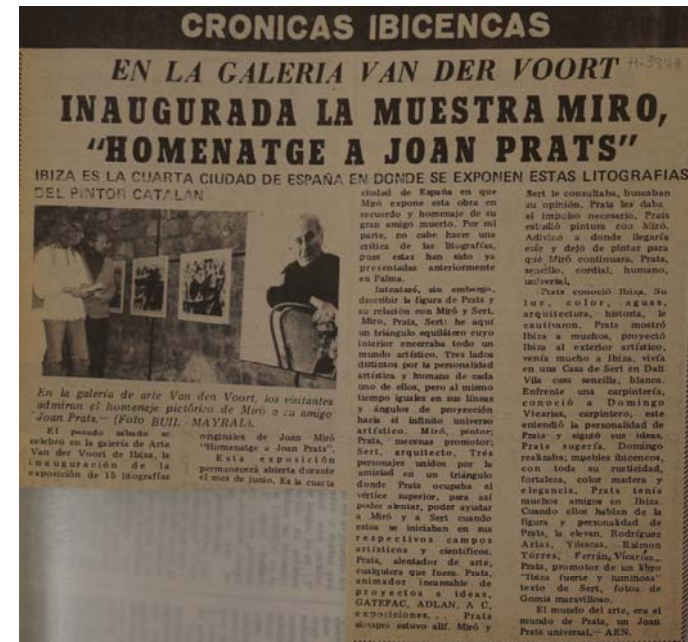 CRONICAS IBICENCAS
H-3948
EN LA GALERIA VAN DER VOORT
INAUGURADA LA MUESTRA MIRO,
“HOMENATGE A JOAN PRATS”
IBIZA ES LA CUARTA CIUDAD DE ESPAÑA EN DONDE SE EXPONEN ESTAS LITOGRAFIAS
DEL PINTOR CATALAN
En la galería de arte Van den Voort, los visitantes
admiran el homenaje pictórico de Miró a su amigo
Joan Prats.— (Foto BUIL - MAYRAL).
El pasado sábado se
celebró en la galería de Arte
Van der Voort de Ibiza, la
inauguración de la
exposición de 15 litografías
originales de Joan Miró
"Homenatge a Joan Prats".
Esta exposición
permanecerá abierta durante
el mes de junio. Es la cuarta
ciudad de España en que
Miró expone esta obra en
recuerdo y homenaje de su
gran amigo muerto. Por mi
parte, no cabe hacer una
crítica de las litografías,
pues estas han sido ya
presentadas anteriormente
en Palma.
Intentaré, sin embargo,
describir la figura de Prats y
su relación con Miró y Sert.
Miro, Prats, Sert: he aquí
un triángulo equilátero cuyo
interior encerraba todo un
mundo artístico. Tres lados
distintos por la personalidad
artística y humana de cada
uno de ellos, pero al mismo
tiempo iguales en sus líneas
y ángulos de proyección
hacia el infinito universo
artístico. Miró, pintor;
Prats, mecenas promotor;
Sert, arquitecto. Tres
personajes unidos por la
amistad en un triángulo
donde Prats ocupaba el
vértice superior, para así
poder alentar, poder ayudar
a Miró y a Sert cuando
estos se iniciaban en sus
respectivos campos
artísticos y científicos.
Prats, alentador de arte,
cualquiera que fuera. Prats,
animador incansable de
proyectos e ideas,
GATEPAC, ADLAN, A C,
exposiciones... Prats
siempre estuvo allí. Miró y
Sert le consultaba, buscaban
su opinión, Prats les daba
el impulso necesario. Prats
estudió pintura con Miró.
Adivinó a donde llegaría
este y dejó de pintar para
que Miró continuara. Prats,
sencillo, cordial, humano,
universal.
Prats conoció Ibiza. Su
luz, color, aguas,
arquitectura, historia, le
cautivaron. Prats mostró
Ibiza a muchos, proyectó
Ibiza al exterior artístico,
venía mucho a Ibiza, vivía
en una Casa de Sert en Dalt
Vila casa sencilla, blanca.
Enfrente una carpintería,
conoció a Domingo
Vicarias, carpintero, este
entendió la personalidad de
Prats y siguió sus ideas.
Prats sugería, Domingo
realizaba; muebles ibicencos,
con toda su rusticidad,
fortaleza, color madera y
elegancia. Prats tenía
muchos amigos en Ibiza.
Cuando ellos hablan de la
figura y personalidad de
Prats, la elevan. Rodríguez
Arias, Vilescas, Raimon
Torres, Ferrán, Vicarias...
Prats, promotor de un libro
"Ibiza fuerte y luminosa"
texto de Sert, fotos de
Gomis maravilloso.
El mundo del arte, era el
mundo de Prats, un Joan
Prats universal.— AEN.